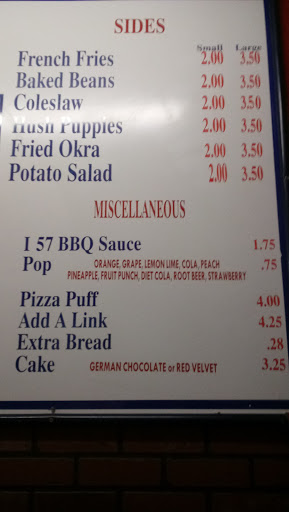 SIDES
Small Large
French Fries 2.00 3.50
Baked Beans 2.00 3.50
Coleslaw 2.00 3.50
Hush Puppies 2.00 3.50
Fried Okra 2.00 3.50
Potato Salad 2.00 3.50
MISCELLANEOUS
I 57 BBQ Sauce 1.75
Pop ORANGE, GRAPE, LEMON LIME, COLA, PEACH .75
PINEAPPLE, FRUIT PUNCH, DIET COLA, ROOT BEER, STRAWBERRY
Pizza Puff 4.00
Add A Link 4.25
Extra Bread .28
Cake GERMAN CHOCOLATE or RED VELVET 3.25